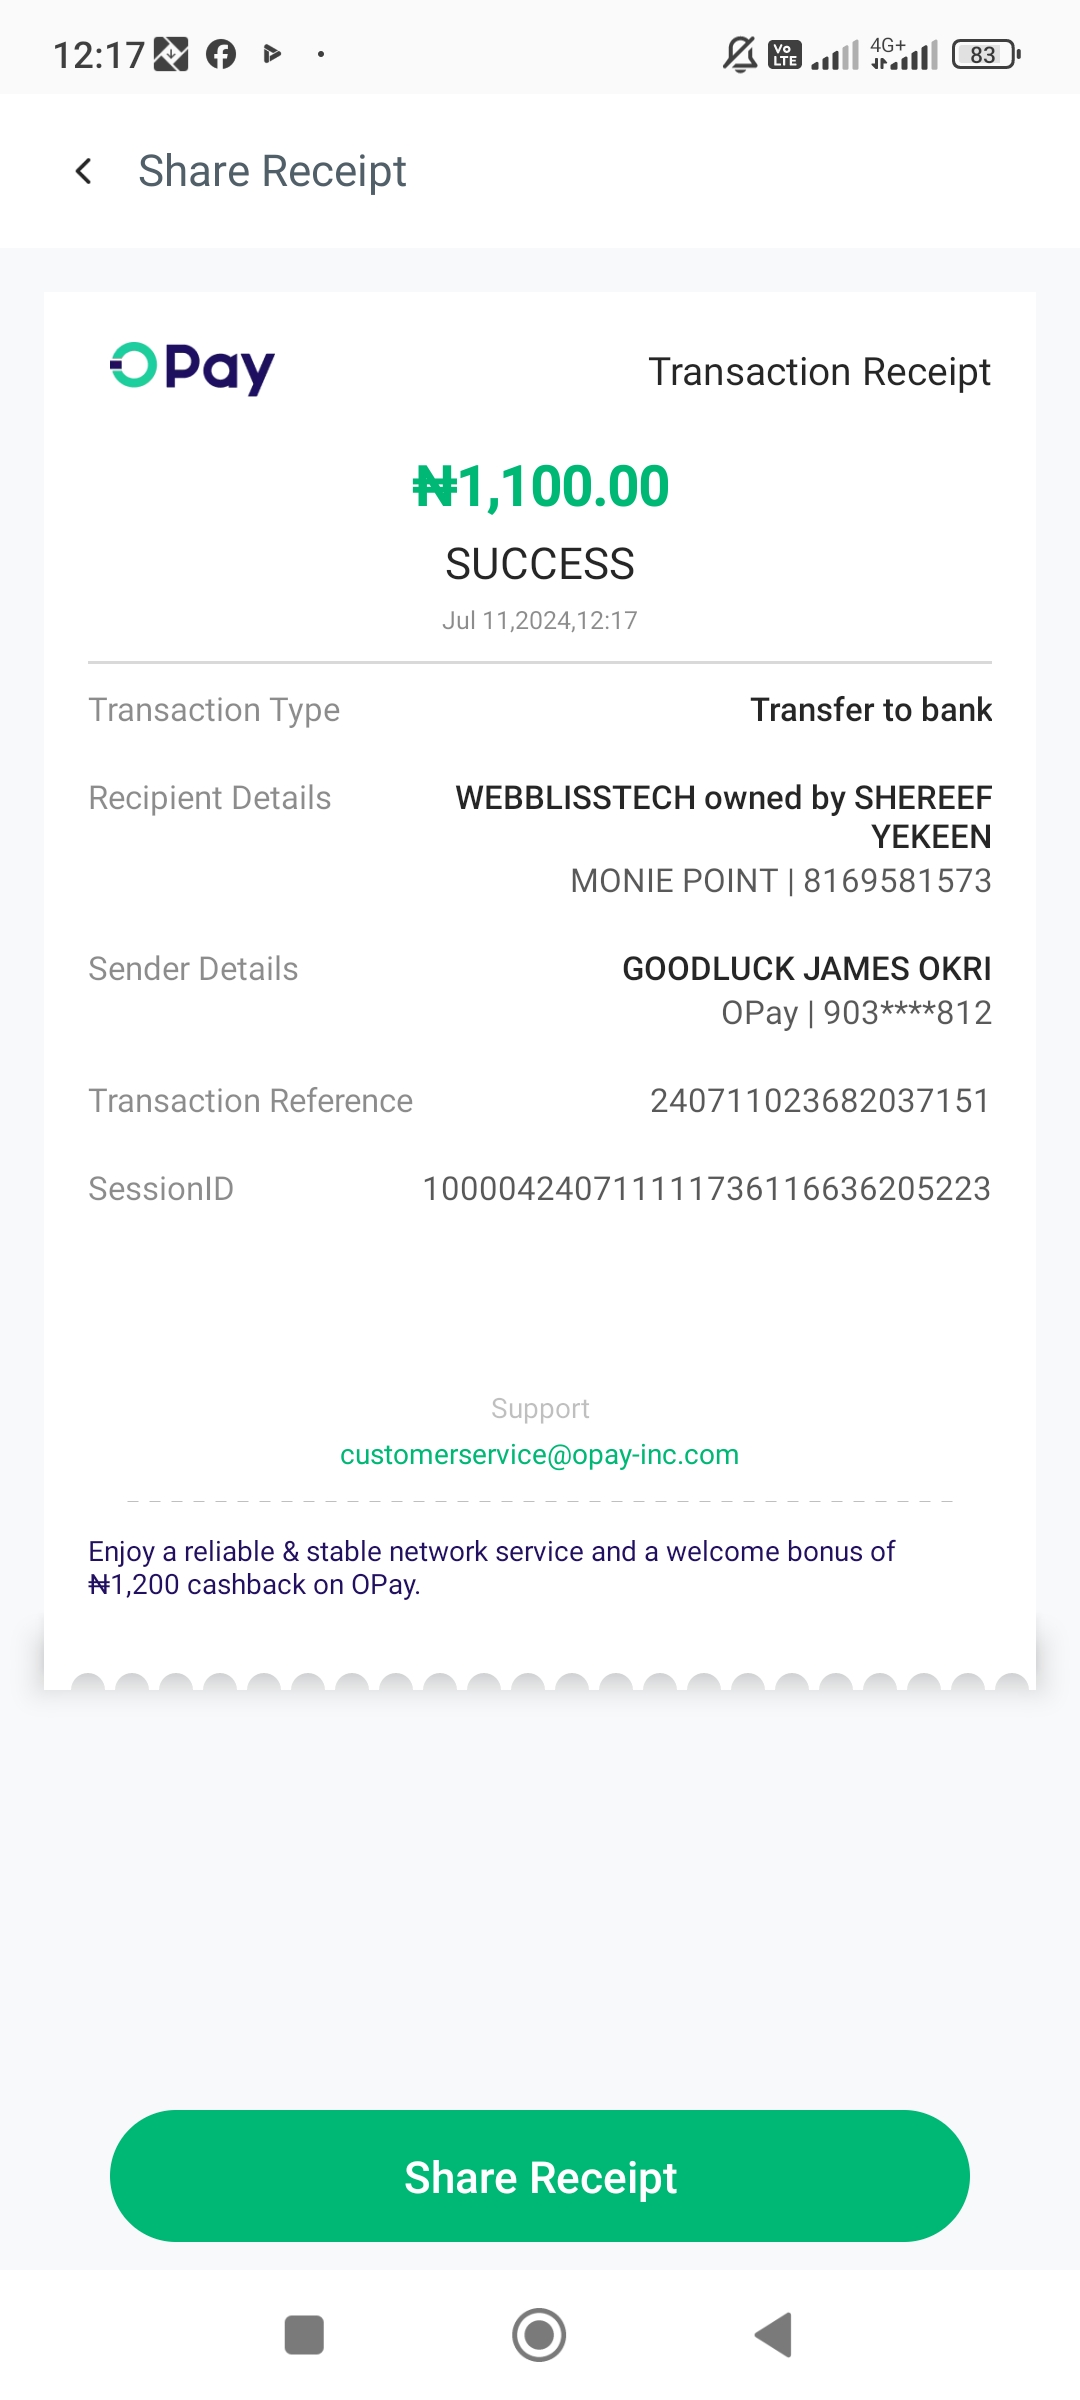 12:17
Vo LTE 4G+ 83
Share Receipt
OPay
Transaction Receipt
₦1,100.00
SUCCESS
Jul 11,2024,12:17
Transaction Type Transfer to bank
Recipient Details WEBBLISSTECH owned by SHEREEF
YEKEEN
MONIE POINT | 8169581573
Sender Details GOODLUCK JAMES OKRI
OPay | 903****812
Transaction Reference 240711023682037151
SessionID 100004240711111736116636205223
Support
customerservice@opay-inc.com
Enjoy a reliable & stable network service and a welcome bonus of
₦1,200 cashback on OPay.
Share Receipt